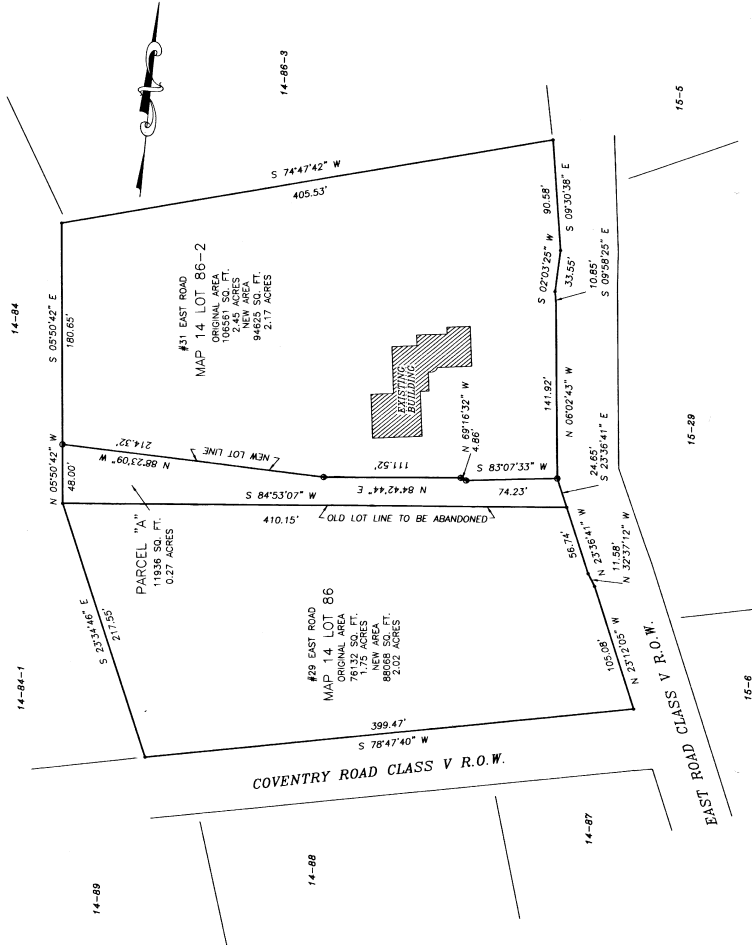 14-86-3
15-5
14-84
S 05°50'42" E
180.65'
S 74°47'42" W
405.53'
90.58'
S 09°30'38" E
S 02°03'25" W
33.55'
10.85'
S 09°58'25" E
#31 EAST ROAD
MAP 14 LOT 86-2
ORIGINAL AREA
106561 SQ. FT.
2.45 ACRES
NEW AREA
94625 SQ. FT.
2.17 ACRES
EXISTING
BUILDING
141.92'
N 06°02'43" W
N 05°50'42" W
48.00'
214.32'
N 88°23'09" W
NEW LOT LINE
111.52'
N 84°42'44" E
N 69°16'32" W
4.86'
S 83°07'33" W
74.23'
24.65'
S 23°36'41" E
S 84°53'07" W
410.15'
OLD LOT LINE TO BE ABANDONED
PARCEL "A"
11936 SQ. FT.
0.27 ACRES
56.74'
N 23°36'41" W
11.58'
N 32°37'12" W
15-29
14-84-1
S 23°34'46" E
217.55'
#29 EAST ROAD
MAP 14 LOT 86
ORIGINAL AREA
76132 SQ. FT.
1.75 ACRES
NEW AREA
88068 SQ. FT.
2.02 ACRES
105.08'
N 23°12'05" W
399.47'
S 78°47'40" W
COVENTRY ROAD CLASS V R.O.W.
EAST ROAD CLASS V R.O.W.
15-6
14-89
14-88
14-87